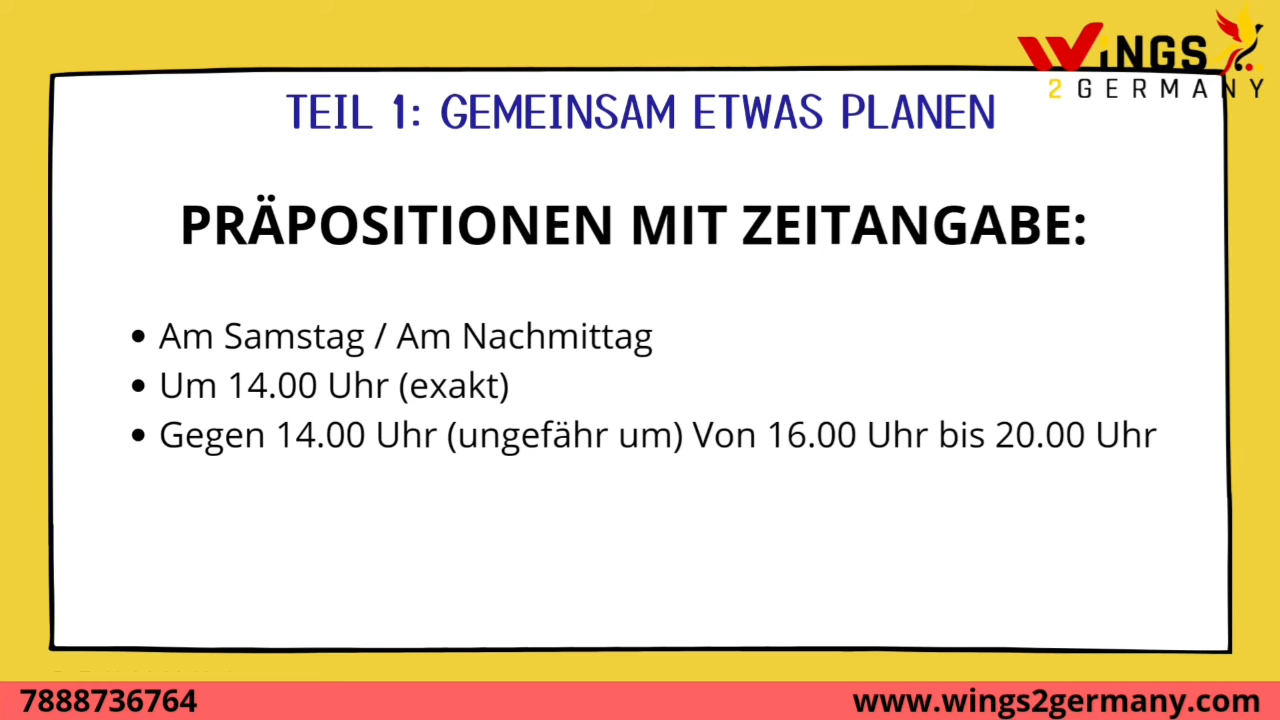 WiNGS
2 GERMANY
TEIL 1: GEMEINSAM ETWAS PLANEN
PRÄPOSITIONEN MIT ZEITANGABE:
• Am Samstag / Am Nachmittag
• Um 14.00 Uhr (exakt)
• Gegen 14.00 Uhr (ungefähr um) Von 16.00 Uhr bis 20.00 Uhr
7888736764
www.wings2germany.com